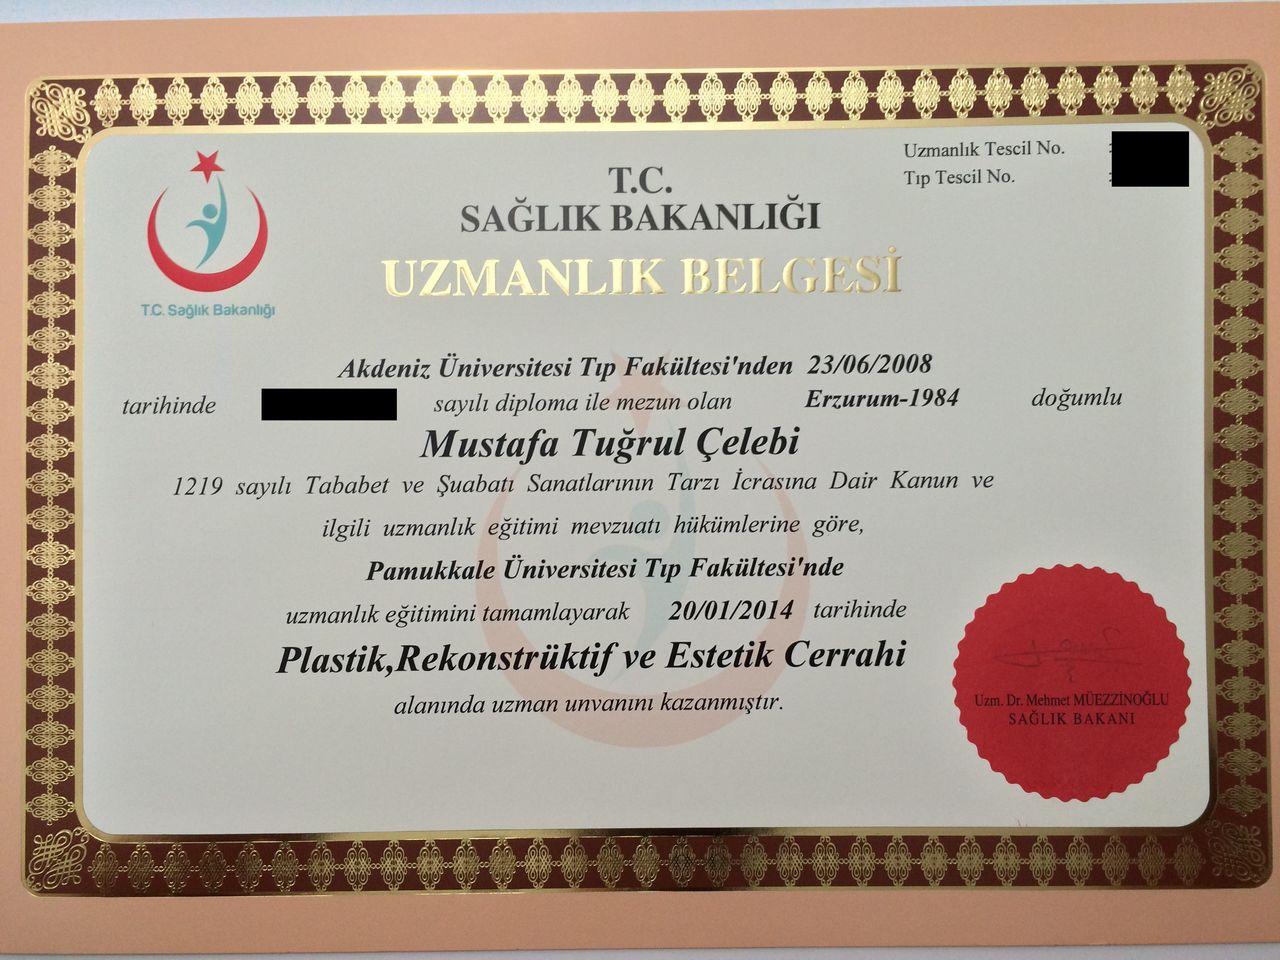 Uzmanlık Tescil No. :
Tıp Tescil No. :
T.C.
SAĞLIK BAKANLIĞI
UZMANLIK BELGESİ
T.C. Sağlık Bakanlığı
Akdeniz Üniversitesi Tıp Fakültesi'nden 23/06/2008
tarihinde sayılı diploma ile mezun olan Erzurum-1984 doğumlu
Mustafa Tuğrul Çelebi
1219 sayılı Tababet ve Şuabatı Sanatlarının Tarzı İcrasına Dair Kanun ve
ilgili uzmanlık eğitimi mevzuatı hükümlerine göre,
Pamukkale Üniversitesi Tıp Fakültesi'nde
uzmanlık eğitimini tamamlayarak 20/01/2014 tarihinde
Plastik,Rekonstrüktif ve Estetik Cerrahi
alanında uzman unvanını kazanmıştır.
Uzm. Dr. Mehmet MÜEZZİNOĞLU
SAĞLIK BAKANI